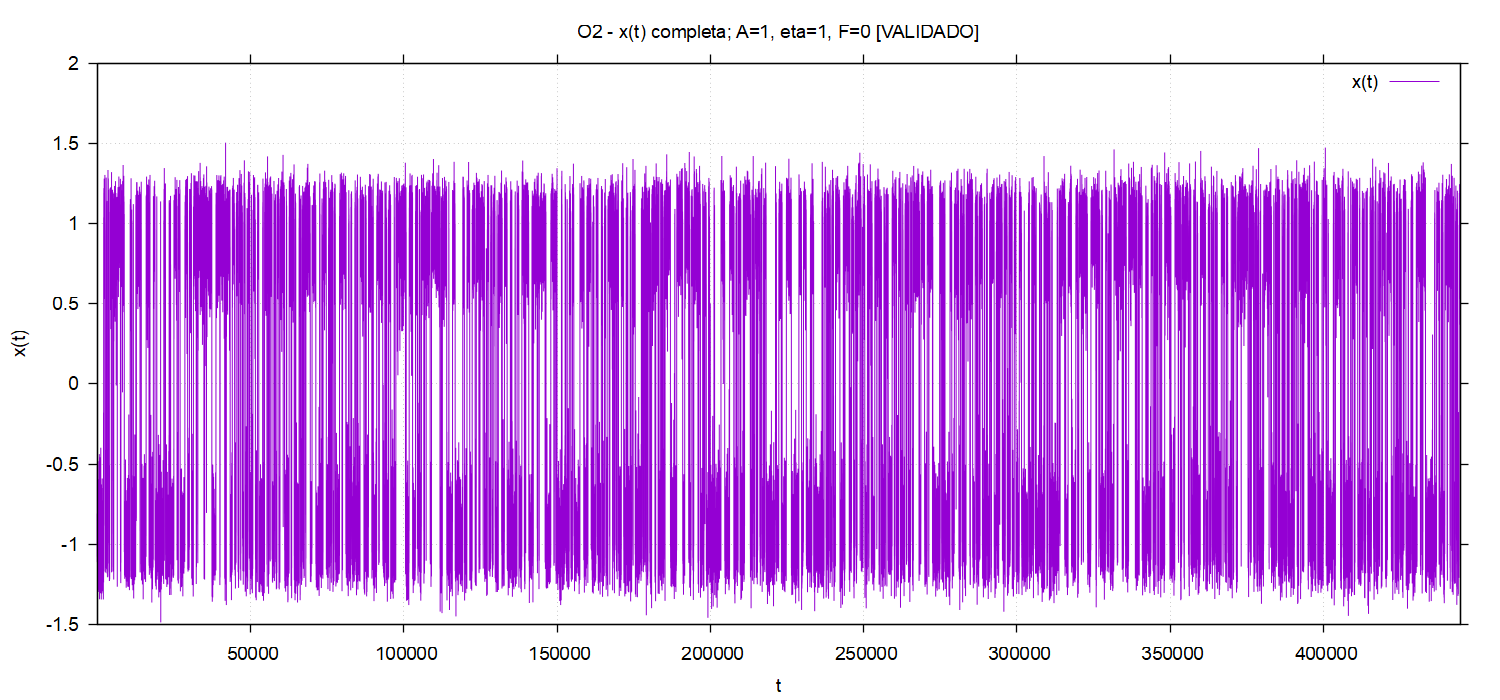 O2 - x(t) completa; A=1, eta=1, F=0 [VALIDADO]
x(t)
2
1.5
1
0.5
0
-0.5
-1
-1.5
x(t)
50000 100000 150000 200000 250000 300000 350000 400000
t